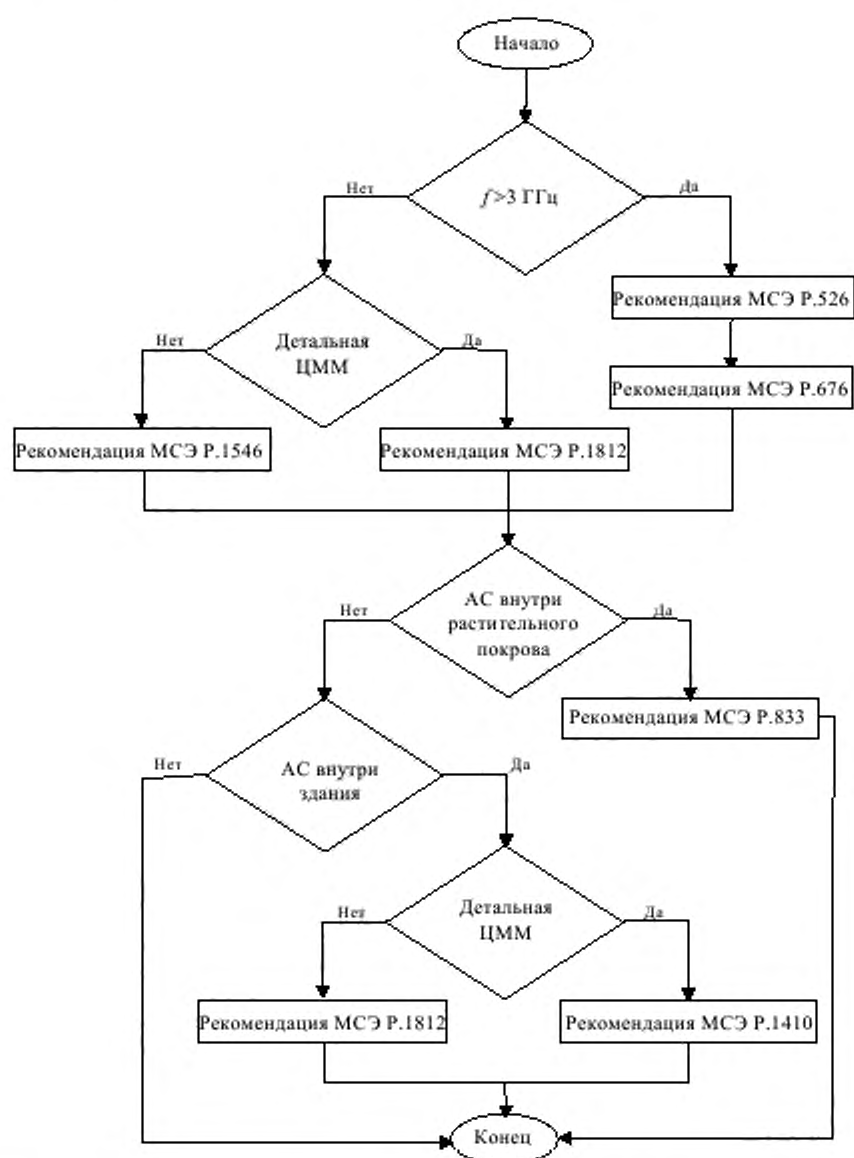 Начало
f>3 ГГц
Нет
Да
Рекомендация МСЭ P.526
Детальная
ЦММ
Нет
Да
Рекомендация МСЭ P.676
Рекомендация МСЭ P.1546
Рекомендация МСЭ P.1812
АС внутри
растительного
покрова
Нет
Да
Рекомендация МСЭ P.833
АС внутри
здания
Нет
Да
Детальная
ЦММ
Нет
Да
Рекомендация МСЭ P.1812
Рекомендация МСЭ P.1410
Конец